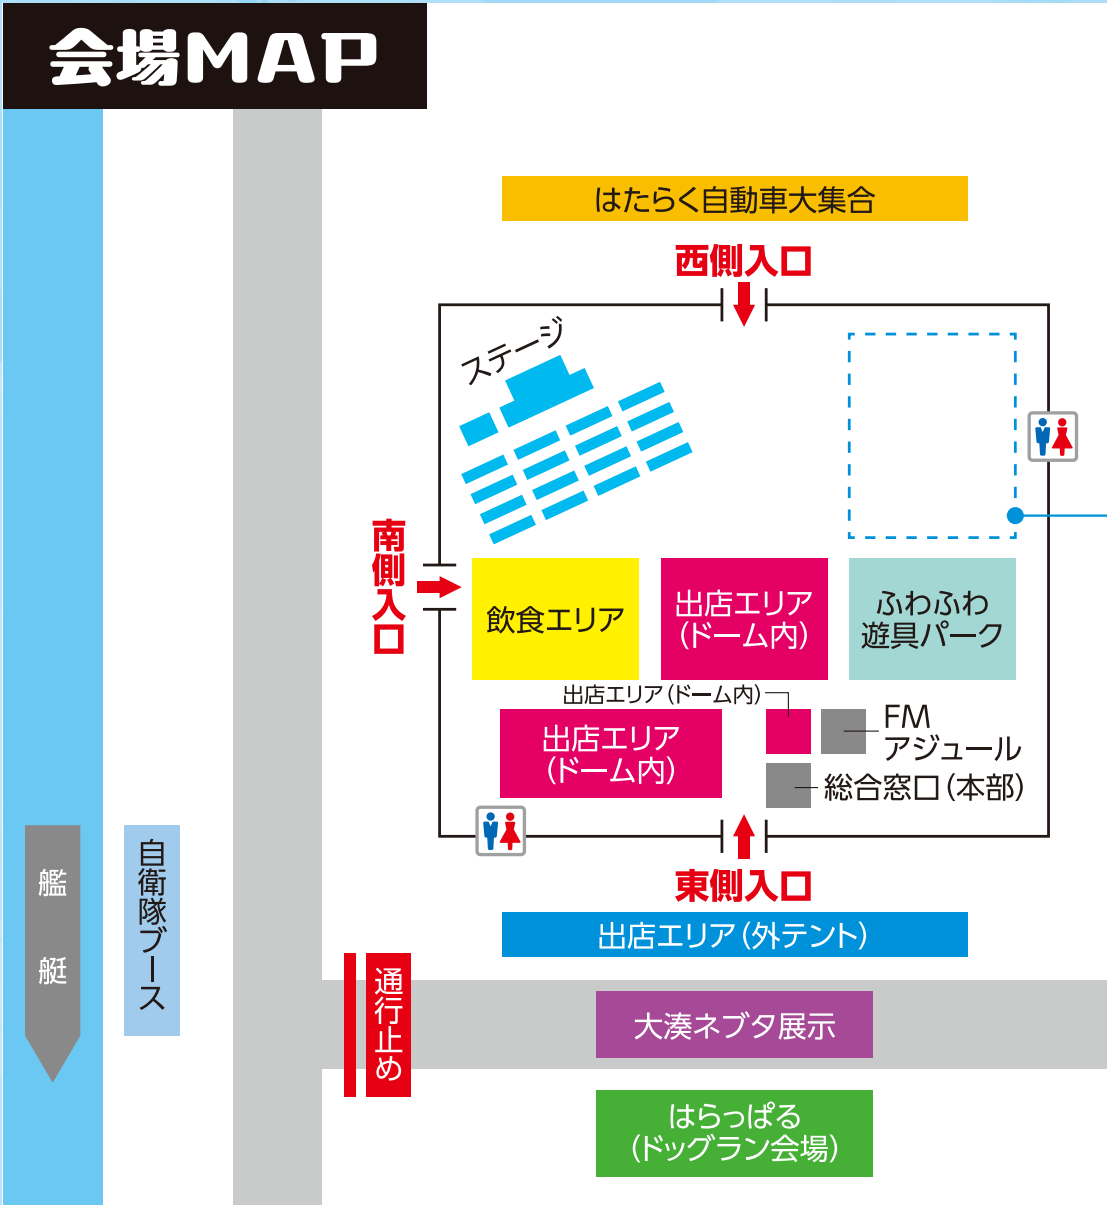 会場MAP
はたらく自動車大集合
西側入口
ステージ
南側入口
飲食エリア
出店エリア
(ドーム内)
ふわふわ
遊具パーク
出店エリア(ドーム内)
出店エリア
(ドーム内)
FM
アジュール
総合窓口(本部)
東側入口
出店エリア(外テント)
艦艇
自衛隊ブース
通行止め
大湊ネブタ展示
はらっぱる
(ドッグラン会場)